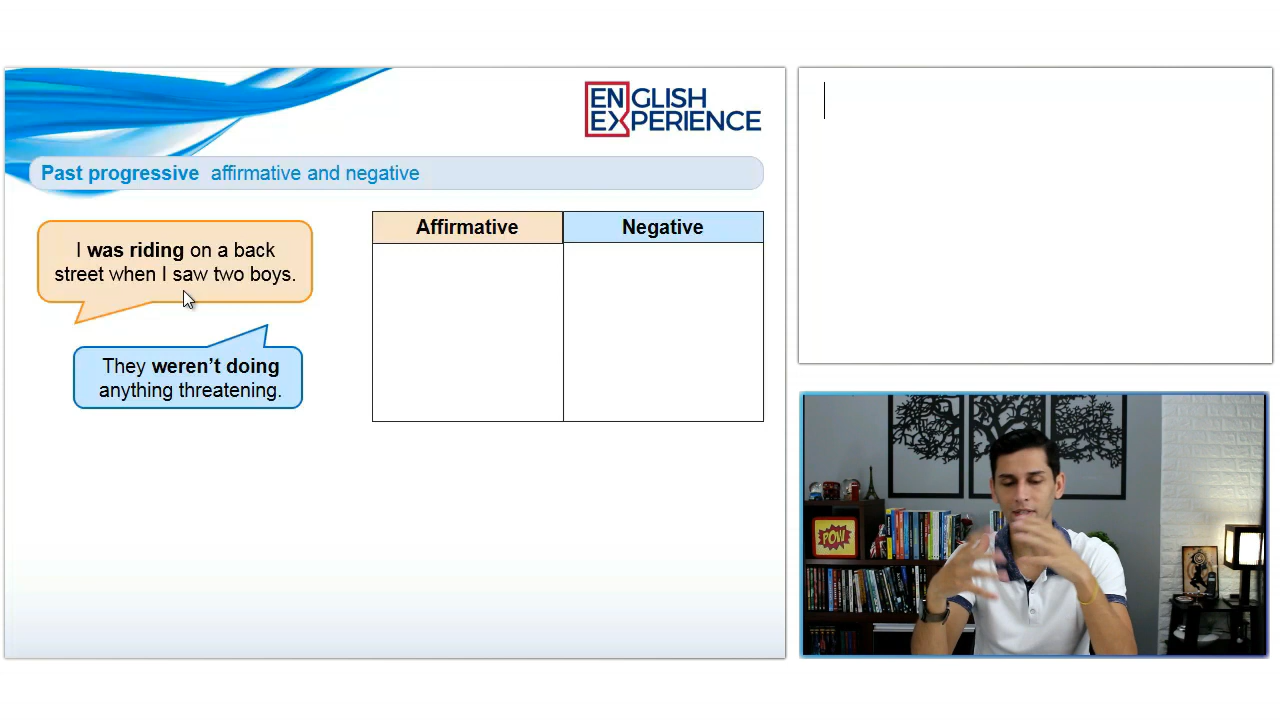 ENGLISH
EXPERIENCE
Past progressive affirmative and negative
I was riding on a back
street when I saw two boys.
They weren't doing
anything threatening.
Affirmative
Negative
POW